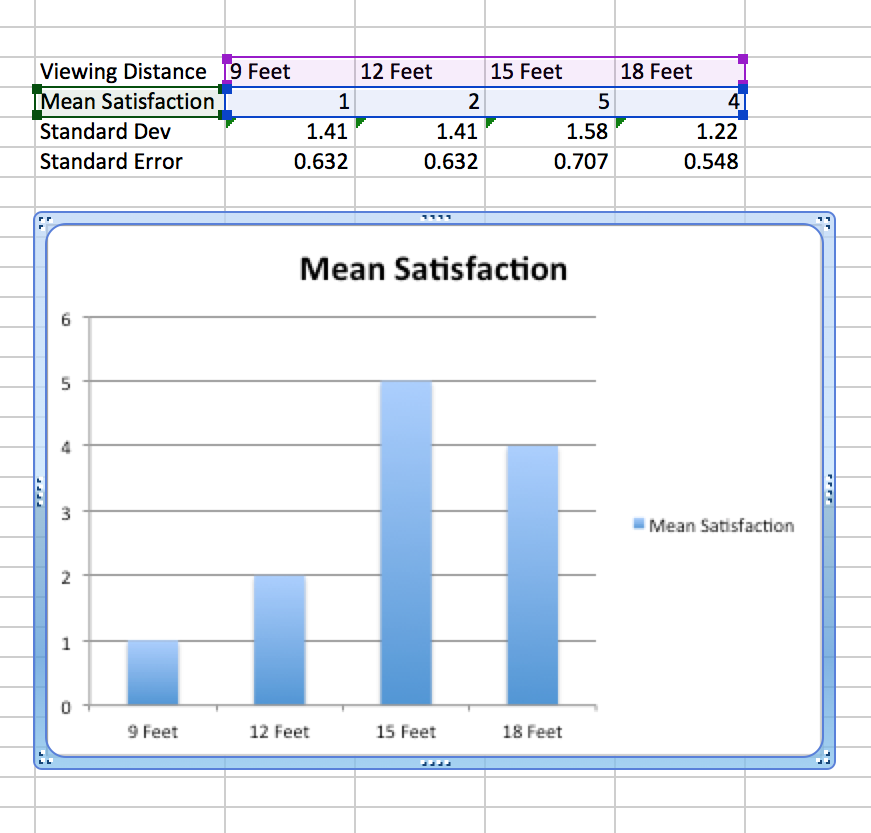 Viewing Distance 9 Feet 12 Feet 15 Feet 18 Feet
Mean Satisfaction 1 2 5 4
Standard Dev 1.41 1.41 1.58 1.22
Standard Error 0.632 0.632 0.707 0.548
Mean Satisfaction
6
5
4
3
2
1
0
9 Feet 12 Feet 15 Feet 18 Feet
Mean Satisfaction